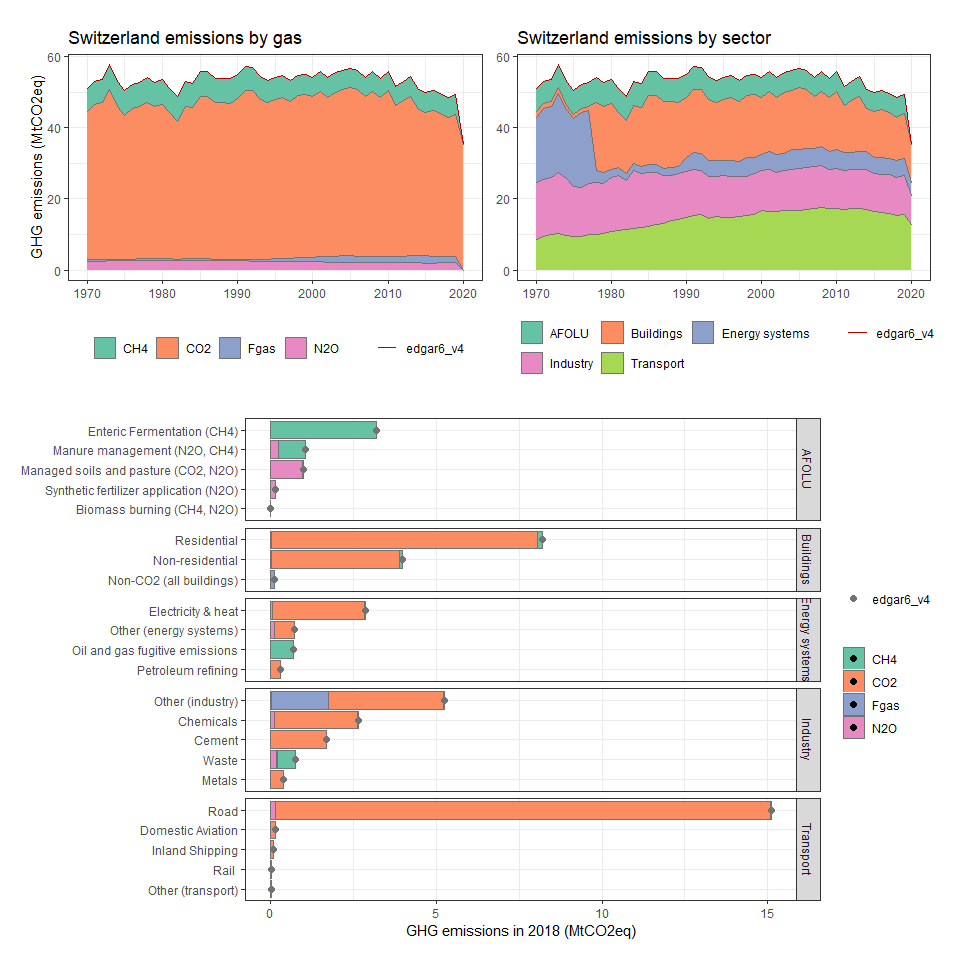 Switzerland emissions by gas
Switzerland emissions by sector
GHG emissions (MtCO2eq)
60
40
20
0
1970 1980 1990 2000 2010 2020
60
40
20
0
1970 1980 1990 2000 2010 2020
CH4 CO2 Fgas N2O edgar6_v4
AFOLU Buildings Energy systems edgar6_v4
Industry Transport
Enteric Fermentation (CH4)
Manure management (N2O, CH4)
Managed soils and pasture (CO2, N2O)
Synthetic fertilizer application (N2O)
Biomass burning (CH4, N2O)
AFOLU
Residential
Non-residential
Non-CO2 (all buildings)
Buildings
Electricity & heat
Other (energy systems)
Oil and gas fugitive emissions
Petroleum refining
Energy systems
Other (industry)
Chemicals
Cement
Waste
Metals
Industry
Road
Domestic Aviation
Inland Shipping
Rail
Other (transport)
Transport
0 5 10 15
GHG emissions in 2018 (MtCO2eq)
edgar6_v4
CH4
CO2
Fgas
N2O